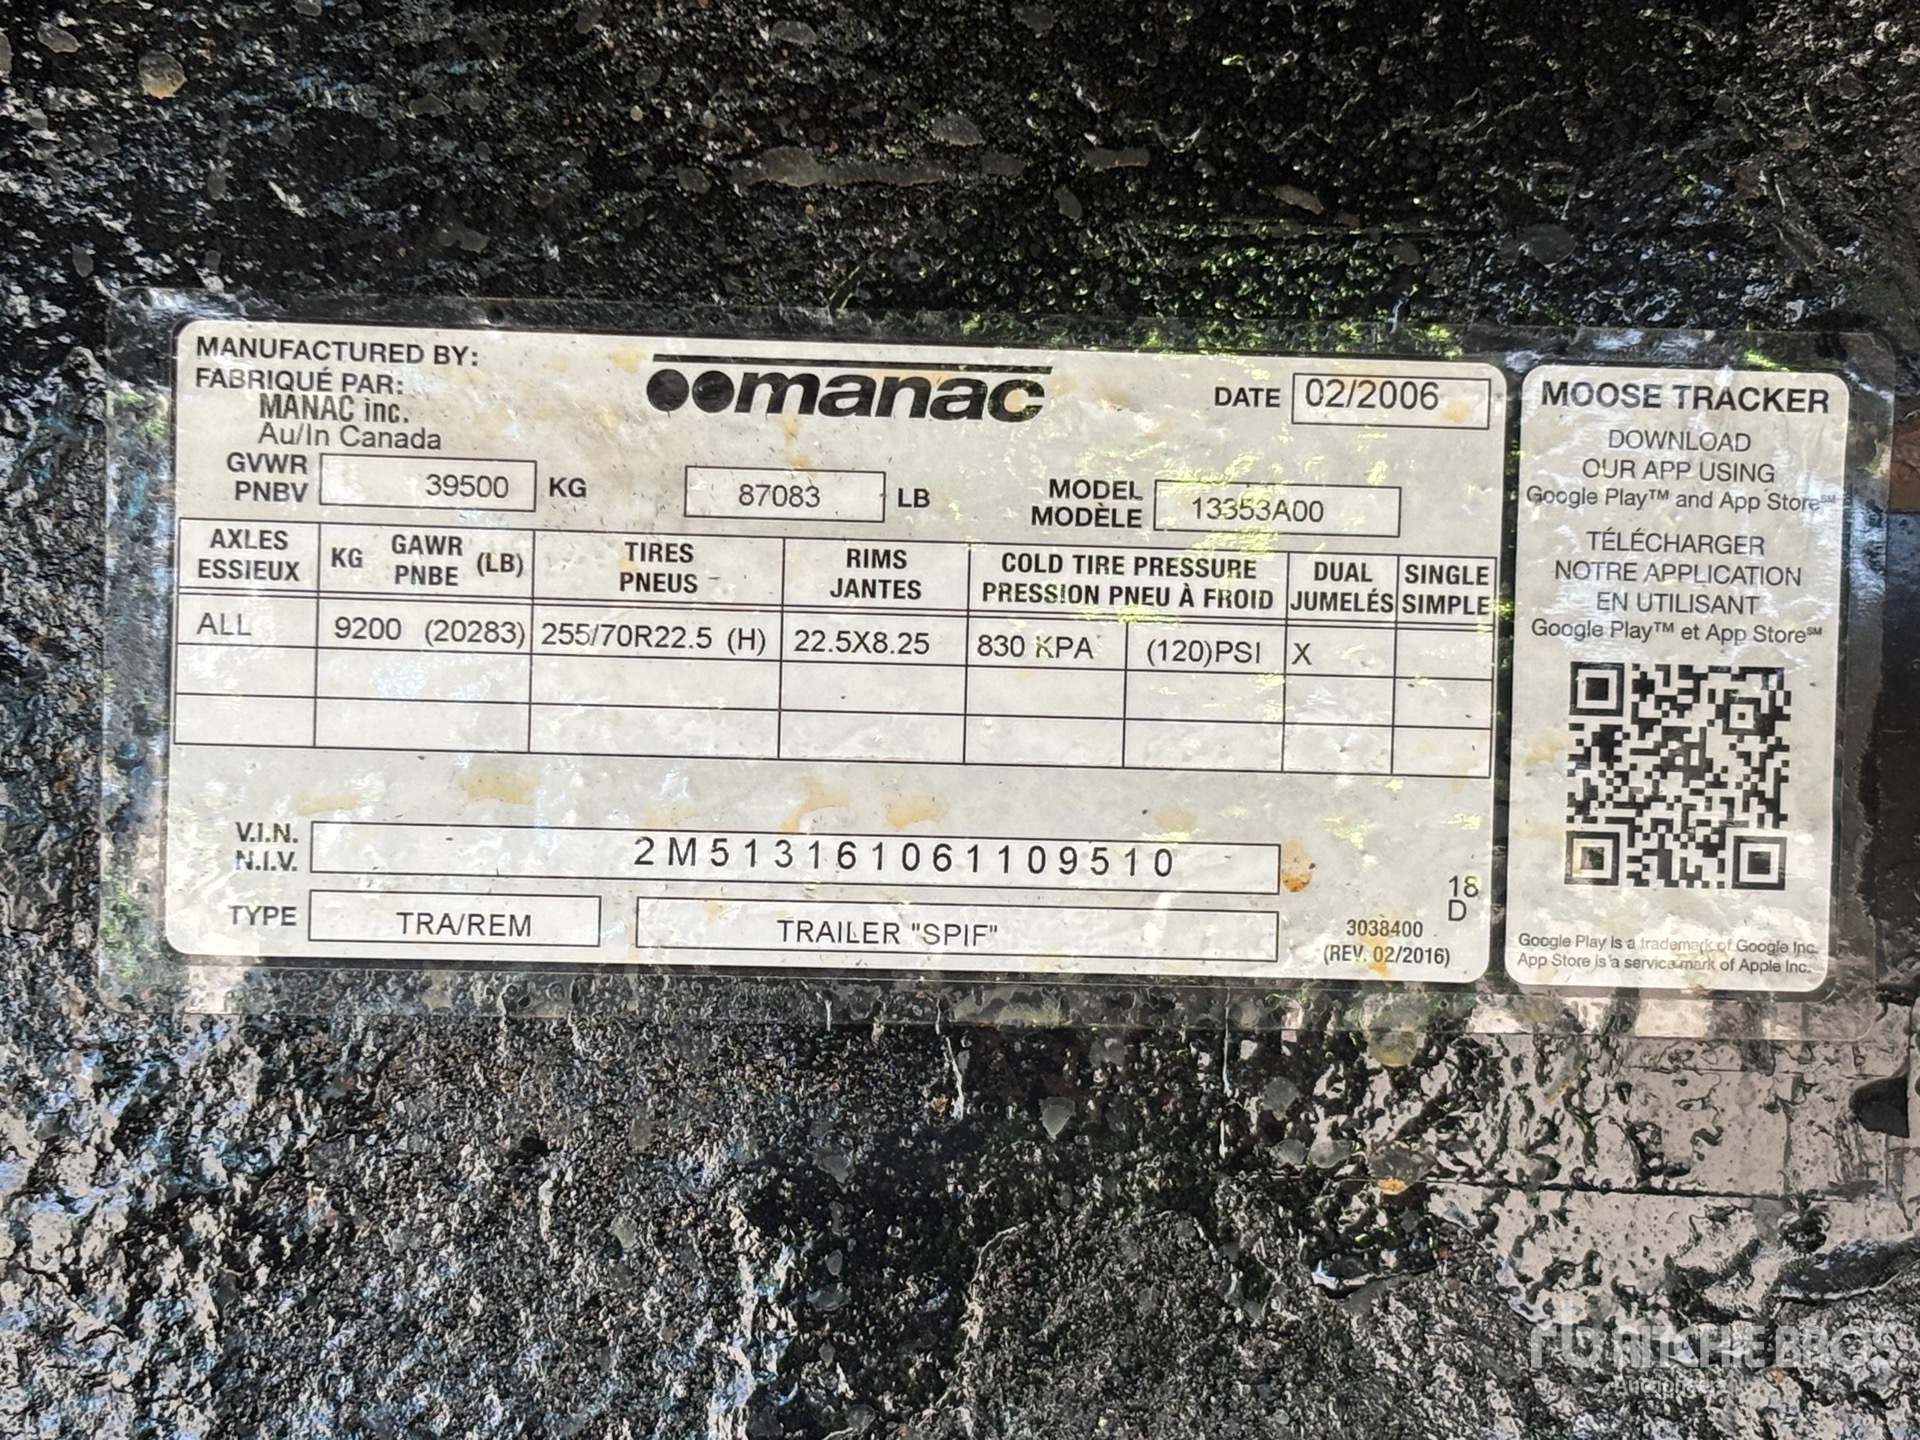 MANUFACTURED BY:
FABRIQUÉ PAR:
MANAC inc.
Au/In Canada
manac
DATE 02/2006
GVWR
PNBV 39500 KG 87083 LB
MODEL
MODÈLE 13353A00
AXLES
ESSIEUX
KG GAWR
PNBE (LB)
TIRES
PNEUS
RIMS
JANTES
COLD TIRE PRESSURE
PRESSION PNEU À FROID
DUAL
JUMELÉS
SINGLE
SIMPLE
ALL 9200 (20283) 255/70R22.5 (H) 22.5X8.25 830 KPA (120)PSI X
V.I.N.
N.I.V. 2M513161061109510
TYPE TRA/REM TRAILER "SPIF"
18
D
3038400
(REV. 02/2016)
MOOSE TRACKER
DOWNLOAD
OUR APP USING
Google Play™ and App Store℠
TÉLÉCHARGER
NOTRE APPLICATION
EN UTILISANT
Google Play™ et App Store℠
Google Play is a trademark of Google Inc.
App Store is a service mark of Apple Inc.
rb RITCHIE BROS